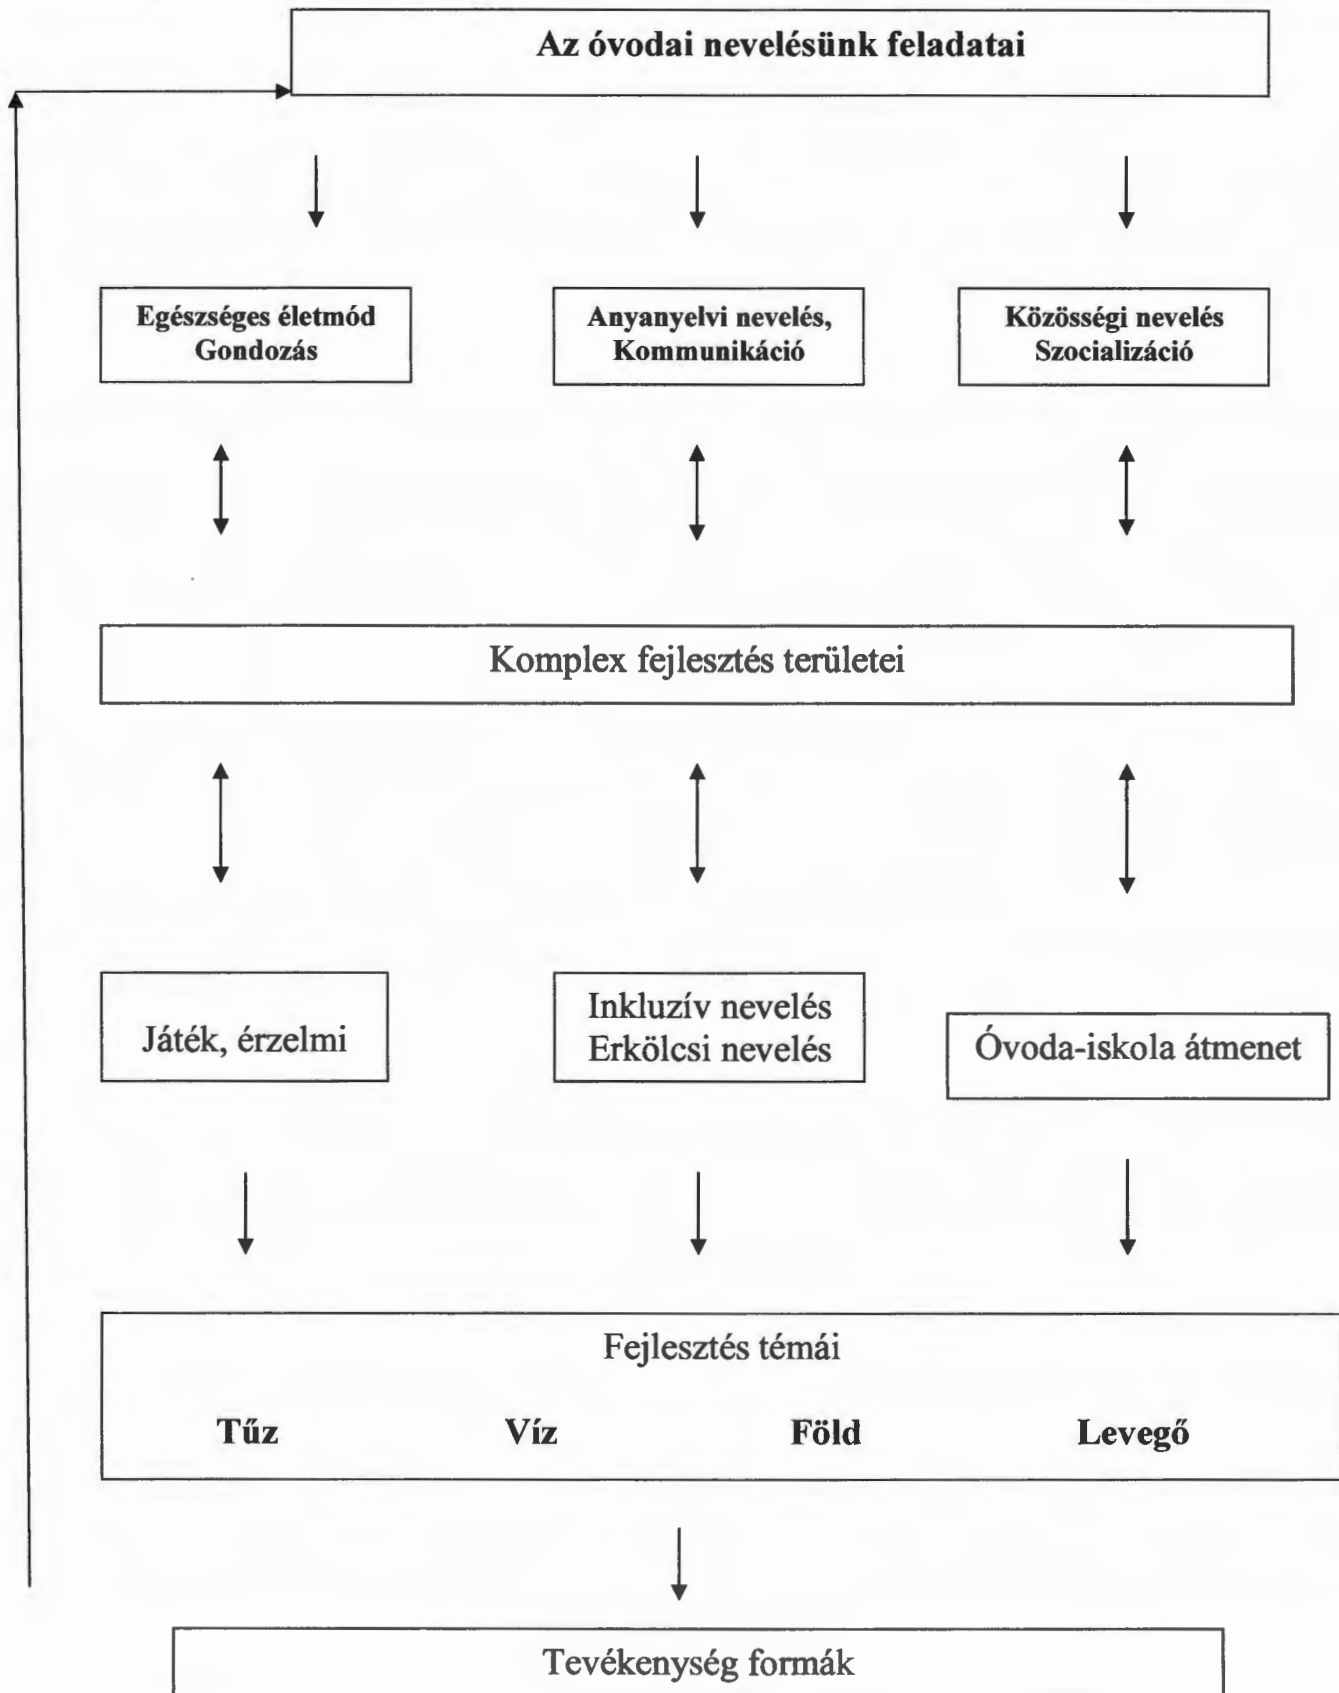 Az óvodai nevelésünk feladatai
Egészséges életmód
Gondozás
Anyanyelvi nevelés,
Kommunikáció
Közösségi nevelés
Szocializáció
Komplex fejlesztés területei
Játék, érzelmi
Inkluzív nevelés
Erkölcsi nevelés
Óvoda-iskola átmenet
Fejlesztés témái
Tűz Víz Föld Levegő
Tevékenység formák